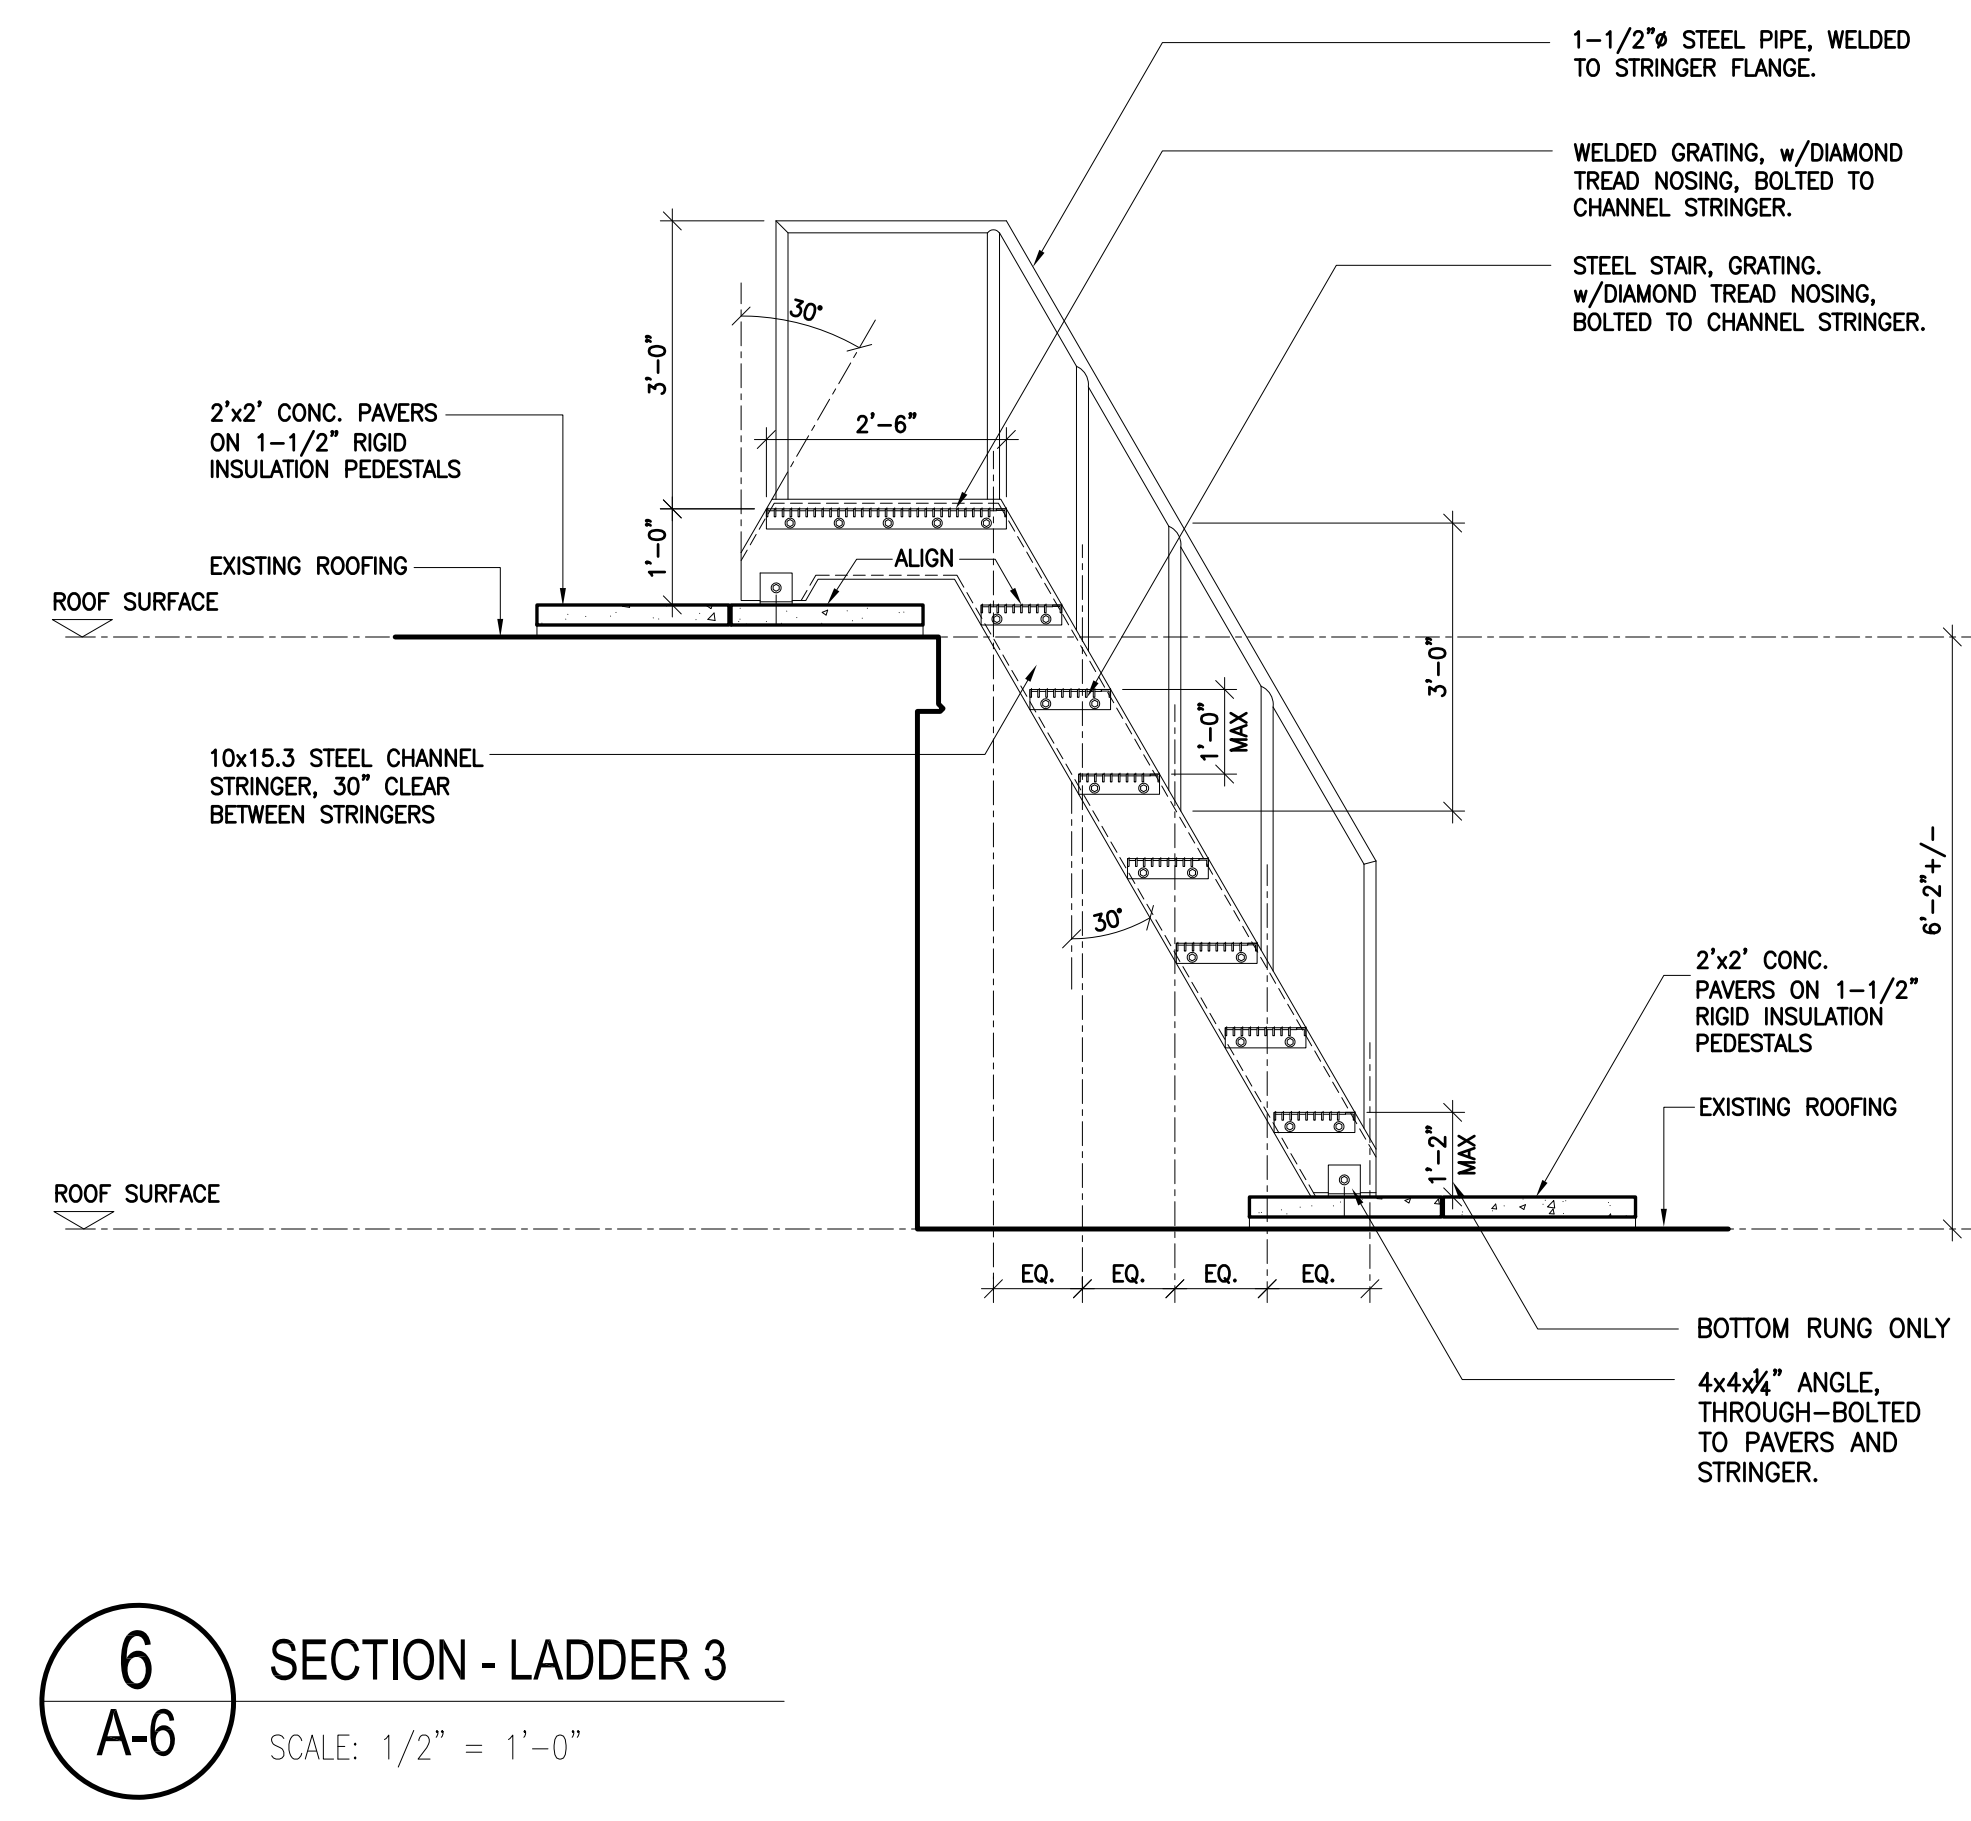 1-1/2"ø STEEL PIPE, WELDED
TO STRINGER FLANGE.
WELDED GRATING, w/DIAMOND
TREAD NOSING, BOLTED TO
CHANNEL STRINGER.
STEEL STAIR, GRATING.
w/DIAMOND TREAD NOSING,
BOLTED TO CHANNEL STRINGER.
30°
3'-0"
2'-6"
2'x2' CONC. PAVERS
ON 1-1/2" RIGID
INSULATION PEDESTALS
1'-0"
ALIGN
EXISTING ROOFING
ROOF SURFACE
3'-0"
1'-0"
MAX
10x15.3 STEEL CHANNEL
STRINGER, 30" CLEAR
BETWEEN STRINGERS
6'-2"+/-
30°
2'x2' CONC.
PAVERS ON 1-1/2"
RIGID INSULATION
PEDESTALS
EXISTING ROOFING
1'-2"
MAX
ROOF SURFACE
EQ.
EQ.
EQ.
EQ.
BOTTOM RUNG ONLY
4x4x1/4" ANGLE,
THROUGH-BOLTED
TO PAVERS AND
STRINGER.
6
A-6
SECTION - LADDER 3
SCALE: 1/2" = 1'-0"